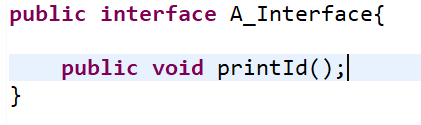 public interface A_Interface{
public void printId();
}